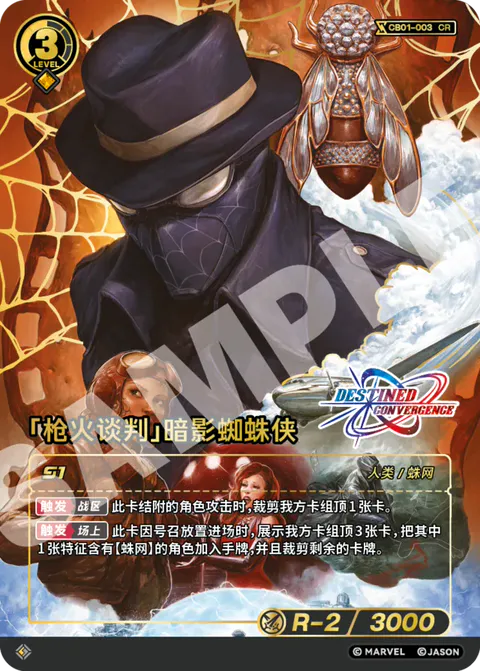 3
LEVEL
CB01-003 CR
SAMPLE
DESTINED
CONVERGENCE
「枪火谈判」暗影蜘蛛侠
S1
人类 / 蛛网
触发 战区 此卡结附的角色攻击时,裁剪我方卡组顶1张卡。
触发 场上 此卡因号召放置进场时,展示我方卡组顶3张卡,把其中
1张特征含有【蛛网】的角色加入手牌,并且裁剪剩余的卡牌。
R-2 / 3000
© MARVEL ©JASON